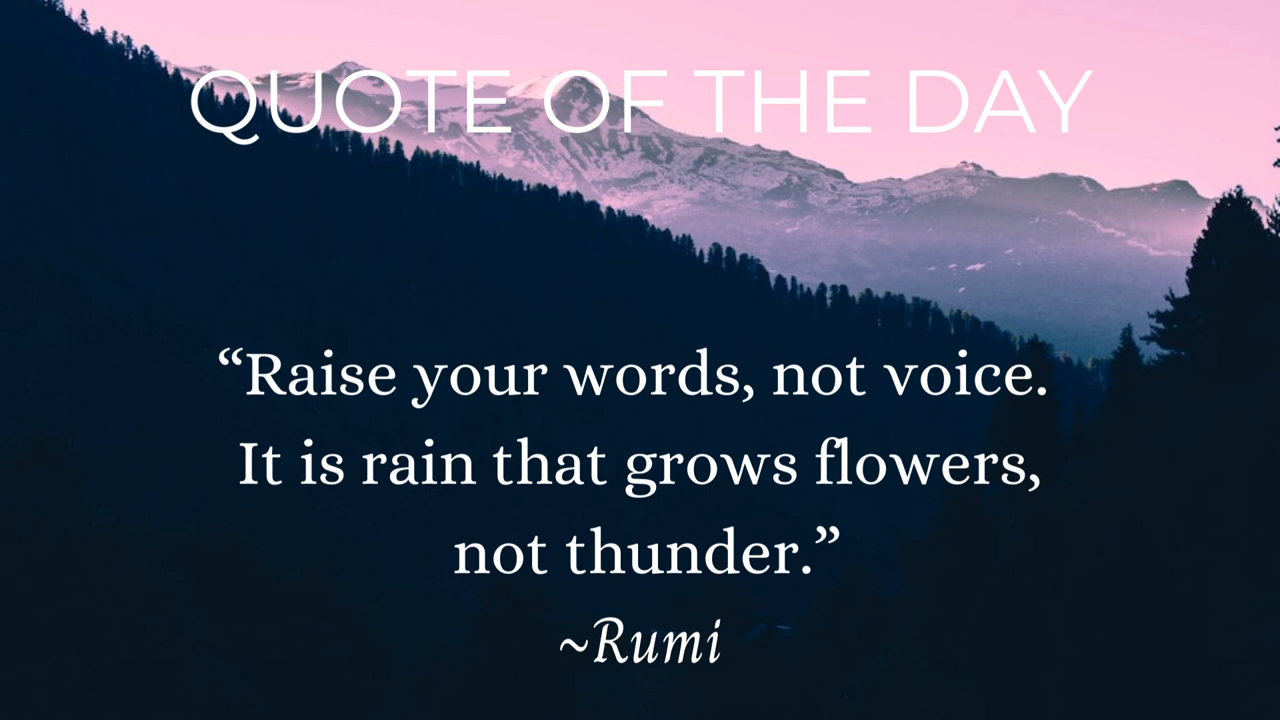 QUOTE OF THE DAY
“Raise your words, not voice.
It is rain that grows flowers,
not thunder.”
~Rumi